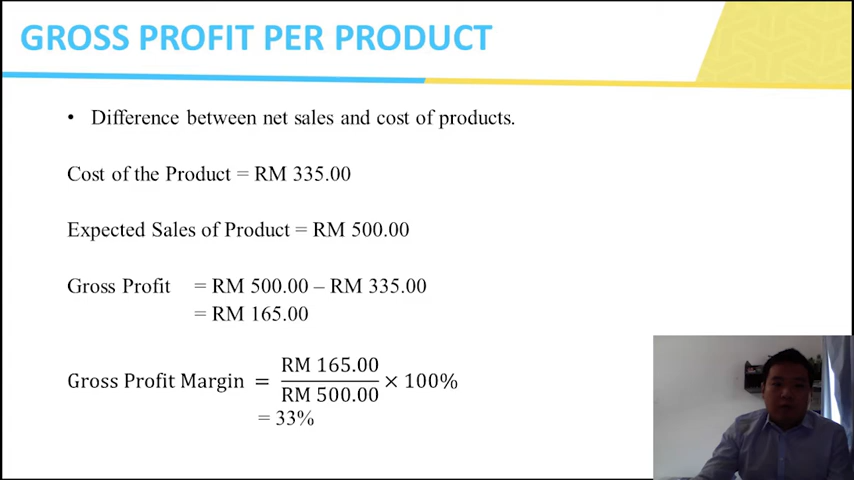 GROSS PROFIT PER PRODUCT
• Difference between net sales and cost of products.
Cost of the Product = RM 335.00
Expected Sales of Product = RM 500.00
Gross Profit = RM 500.00 – RM 335.00
= RM 165.00
Gross Profit Margin = RM 165.00 / RM 500.00 × 100%
= 33%